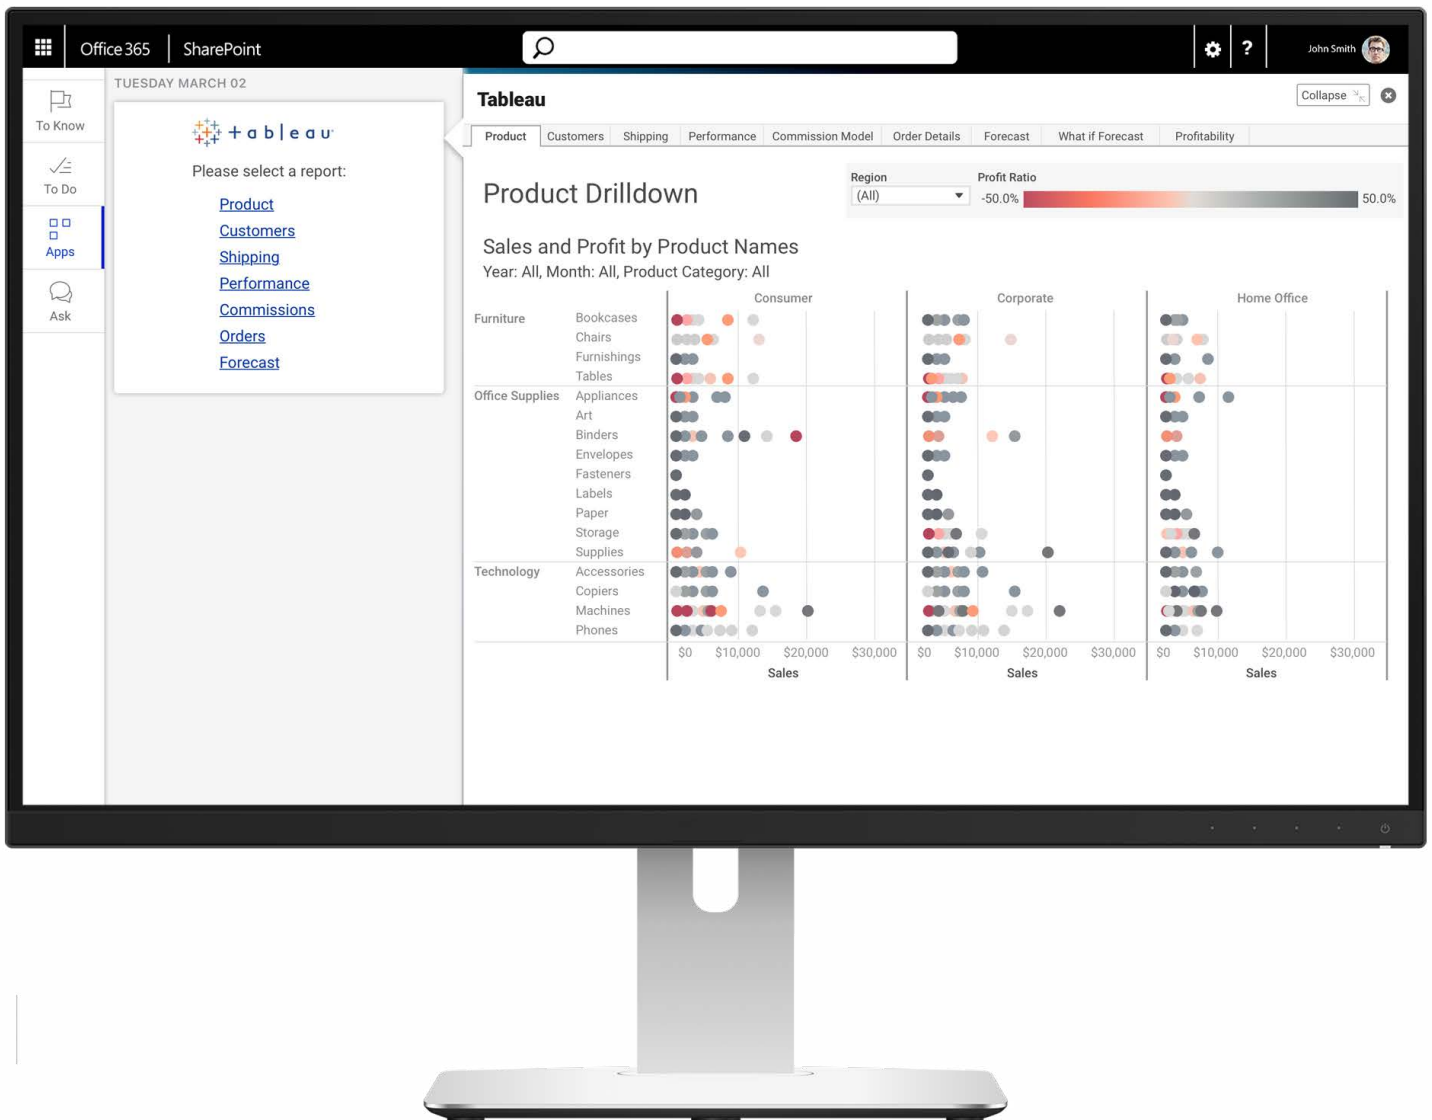 Office 365 SharePoint
? John Smith
To Know
To Do
Apps
Ask
TUESDAY MARCH 02
+ableau
Please select a report:
Product
Customers
Shipping
Performance
Commissions
Orders
Forecast
Tableau
Collapse
Product Customers Shipping Performance Commission Model Order Details Forecast What if Forecast Profitability
Product Drilldown
Region
(All)
Profit Ratio
-50.0% 50.0%
Sales and Profit by Product Names
Year: All, Month: All, Product Category: All
Consumer Corporate Home Office
Furniture Bookcases
Chairs
Furnishings
Tables
Office Supplies Appliances
Art
Binders
Envelopes
Fasteners
Labels
Paper
Storage
Supplies
Technology Accessories
Copiers
Machines
Phones
$0 $10,000 $20,000 $30,000 $0 $10,000 $20,000 $30,000 $0 $10,000 $20,000 $30,000
Sales Sales Sales